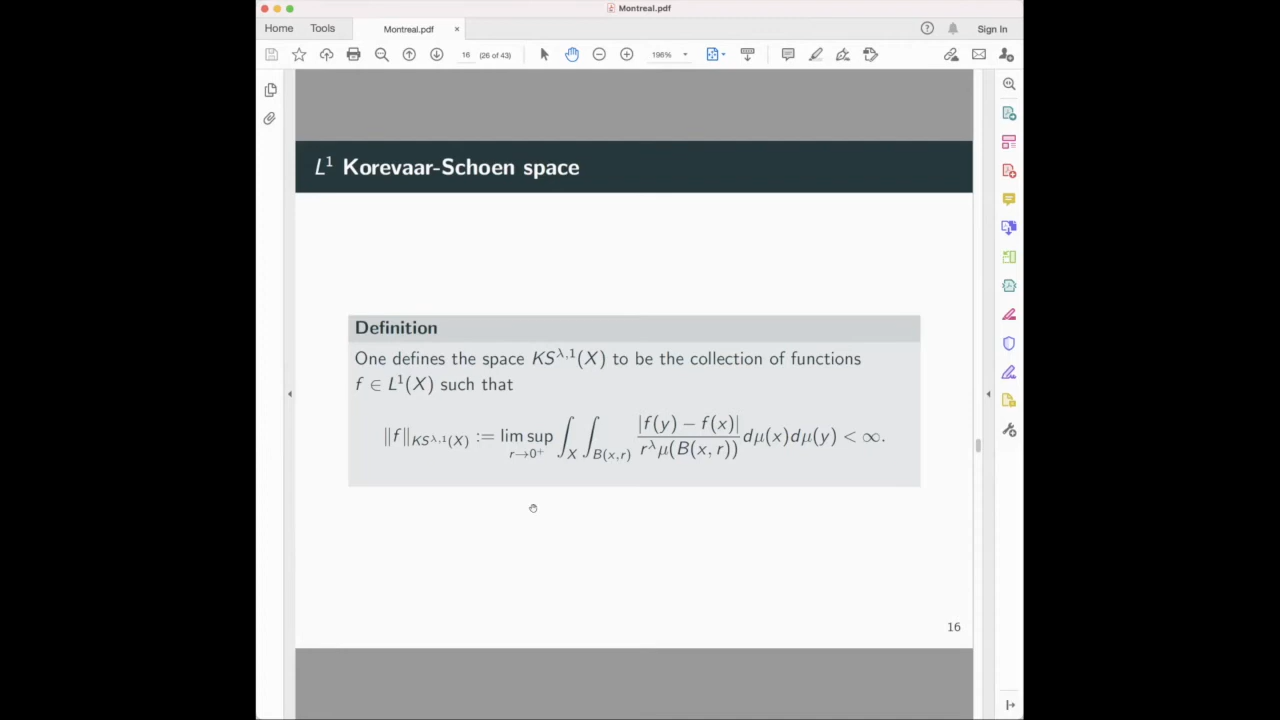 Montreal.pdf
Home Tools Montreal.pdf × Sign In
16 (26 of 43) 196%
L¹ Korevaar-Schoen space
Definition
One defines the space KS^{λ,1}(X) to be the collection of functions
f ∈ L¹(X) such that
‖f‖_{KS^{λ,1}(X)} := lim sup_{r→0⁺} ∫_X ∫_{B(x,r)} |f(y) − f(x)| / r^λ μ(B(x, r)) dμ(x)dμ(y) < ∞.
16